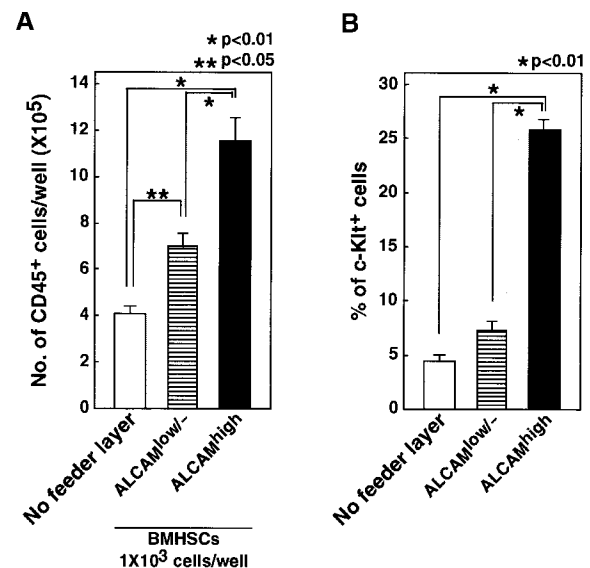 A
* p<0.01
** p<0.05
No. of CD45+ cells/well (X10⁵)
14
12
10
8
6
4
2
0
*
*
**
No feeder layer
ALCAMlow/-
ALCAMhigh
BMHSCs
1X10³ cells/well
B
* p<0.01
% of c-KIt+ cells
30
25
20
15
10
5
0
*
*
No feeder layer
ALCAMlow/-
ALCAMhigh